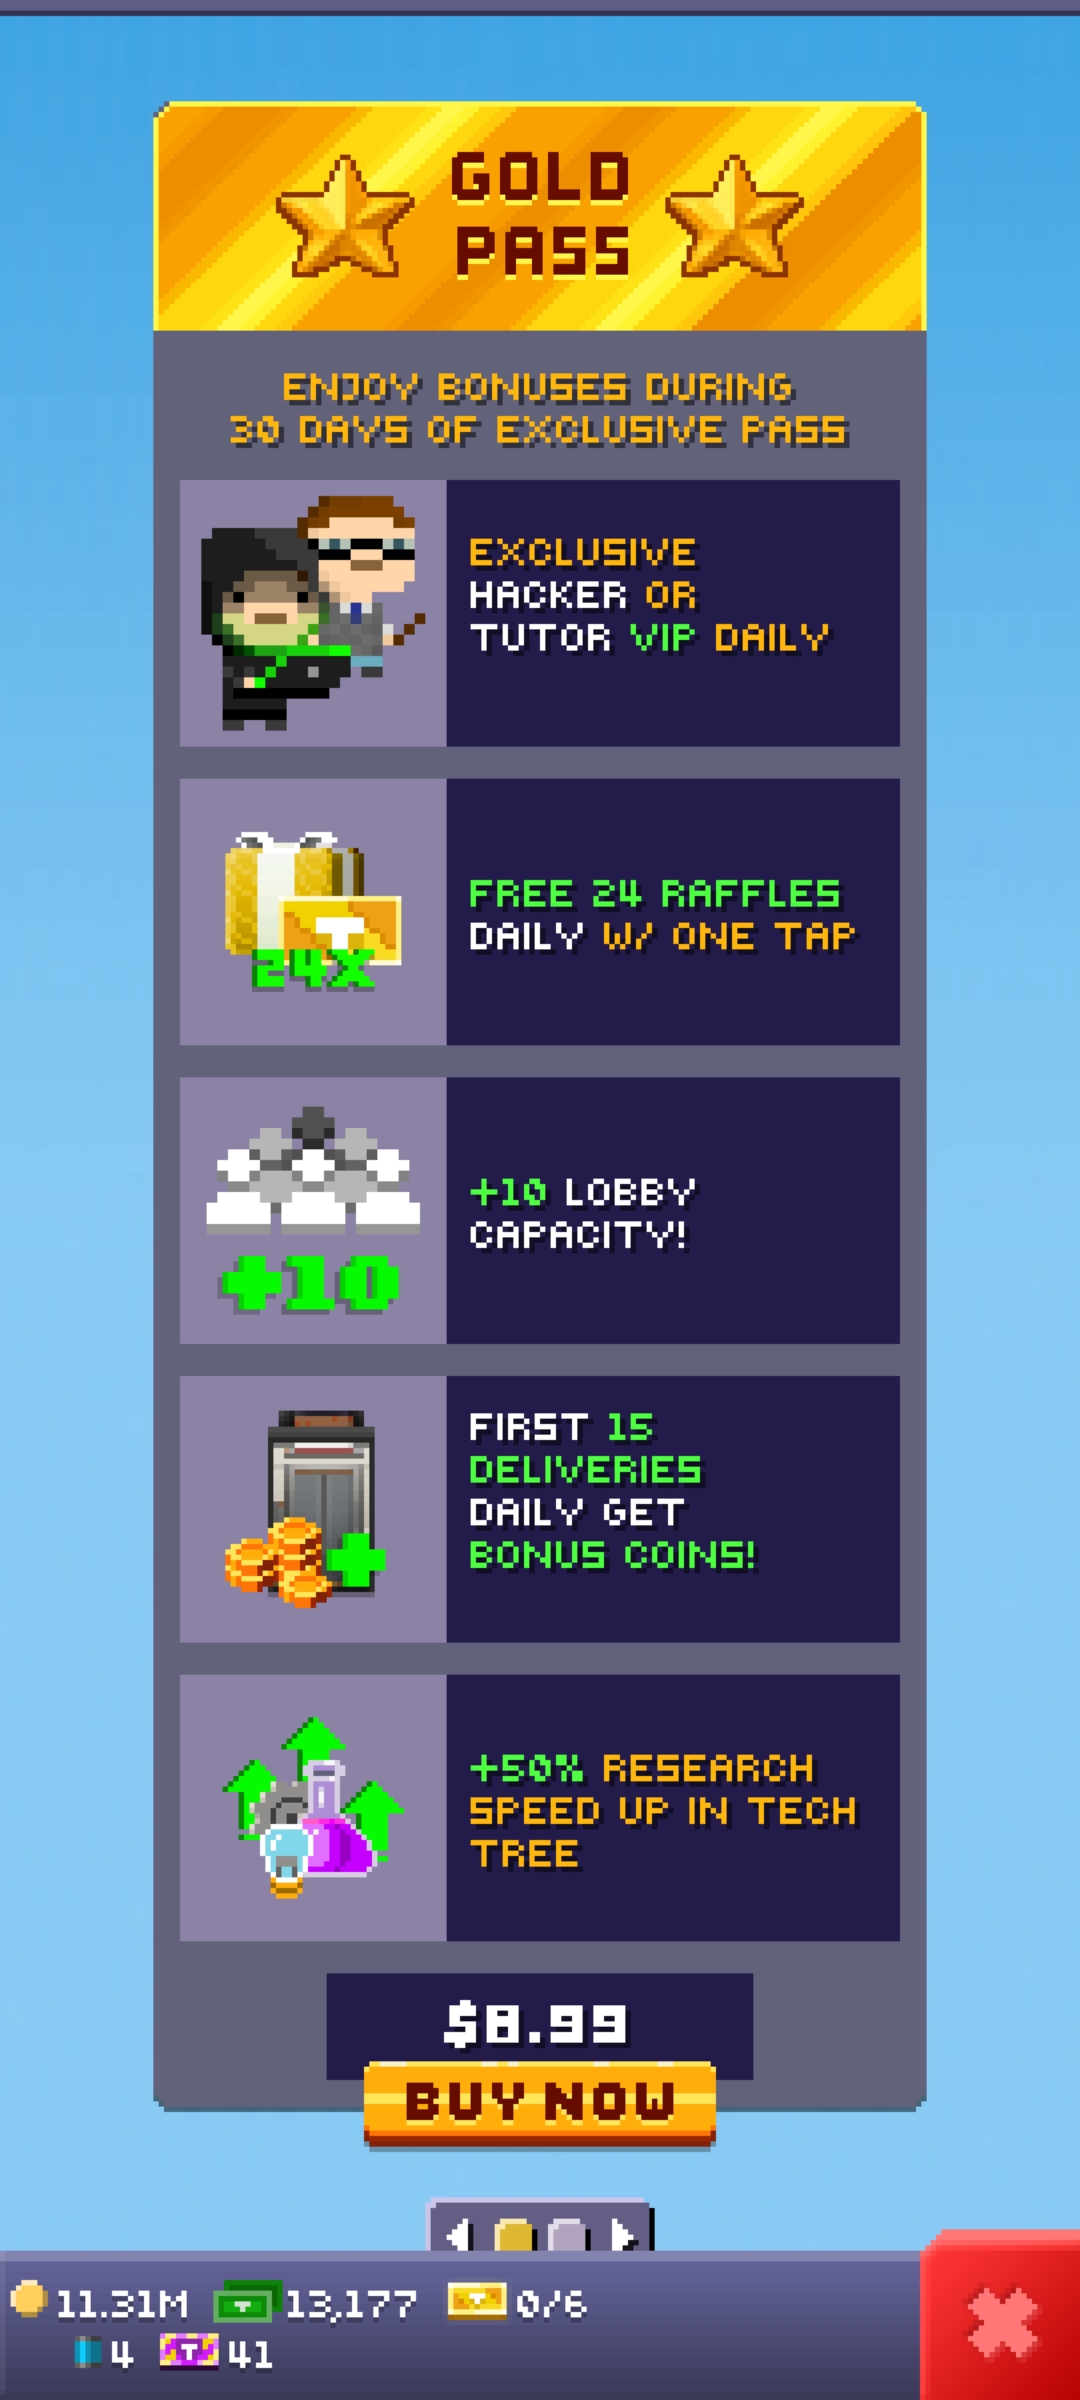 GOLD
PASS
ENJOY BONUSES DURING
30 DAYS OF EXCLUSIVE PASS
EXCLUSIVE
HACKER OR
TUTOR VIP DAILY
24X
FREE 24 RAFFLES
DAILY W/ ONE TAP
+10
+10 LOBBY
CAPACITY!
FIRST 15
DELIVERIES
DAILY GET
BONUS COINS!
+50% RESEARCH
SPEED UP IN TECH
TREE
$8.99
BUY NOW
11.31M 13,177 0/6
4 T 41